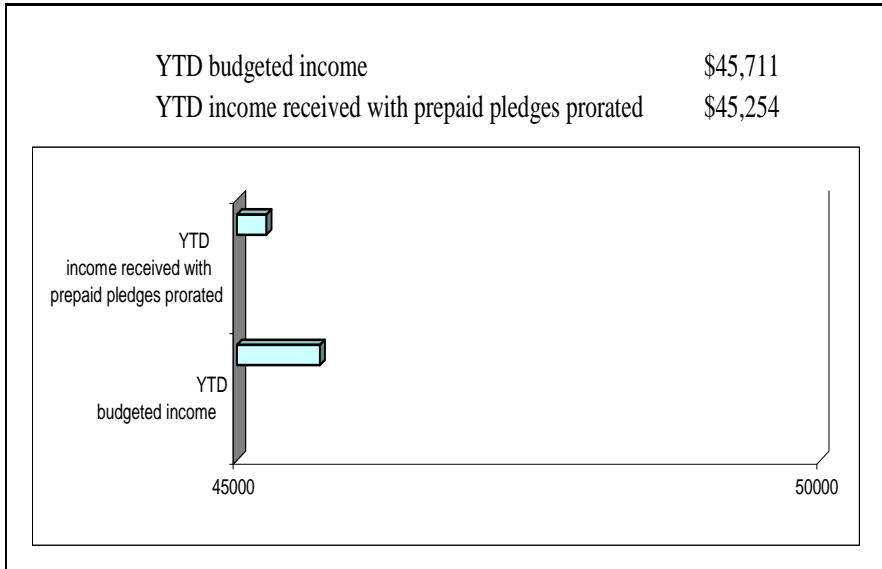 YTD budgeted income $45,711
YTD income received with prepaid pledges prorated $45,254
YTD
income received with
prepaid pledges prorated
YTD
budgeted income
45000 50000